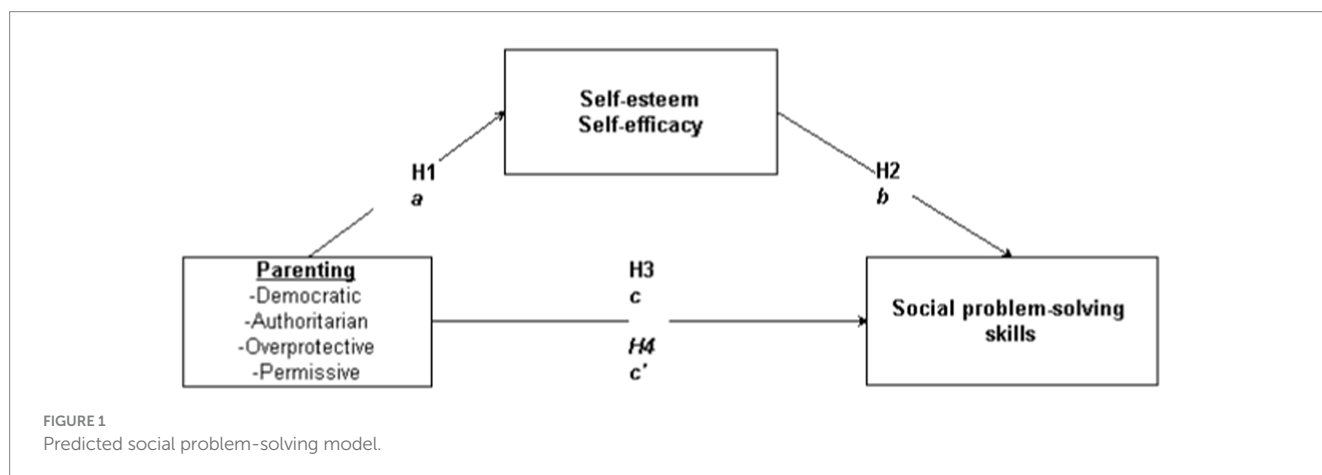 Self-esteem
Self-efficacy
H1
a
H2
b
Parenting
-Democratic
-Authoritarian
-Overprotective
-Permissive
H3
c
H4
c'
Social problem-solving
skills
FIGURE 1
Predicted social problem-solving model.